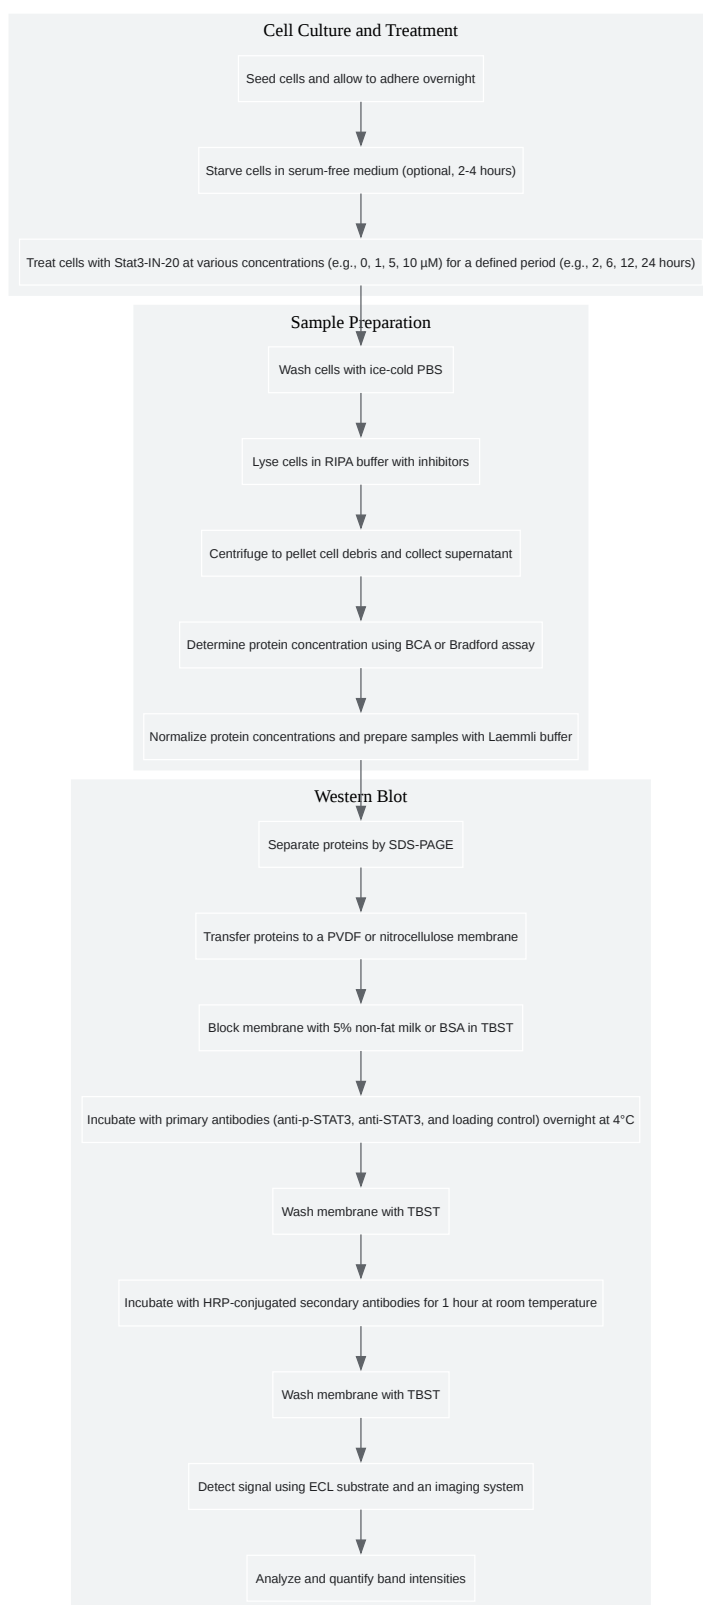 Cell Culture and Treatment
Seed cells and allow to adhere overnight
Starve cells in serum-free medium (optional, 2-4 hours)
Treat cells with Stat3-IN-20 at various concentrations (e.g., 0, 1, 5, 10 µM) for a defined period (e.g., 2, 6, 12, 24 hours)
Sample Preparation
Wash cells with ice-cold PBS
Lyse cells in RIPA buffer with inhibitors
Centrifuge to pellet cell debris and collect supernatant
Determine protein concentration using BCA or Bradford assay
Normalize protein concentrations and prepare samples with Laemmli buffer
Western Blot
Separate proteins by SDS-PAGE
Transfer proteins to a PVDF or nitrocellulose membrane
Block membrane with 5% non-fat milk or BSA in TBST
Incubate with primary antibodies (anti-p-STAT3, anti-STAT3, and loading control) overnight at 4°C
Wash membrane with TBST
Incubate with HRP-conjugated secondary antibodies for 1 hour at room temperature
Wash membrane with TBST
Detect signal using ECL substrate and an imaging system
Analyze and quantify band intensities